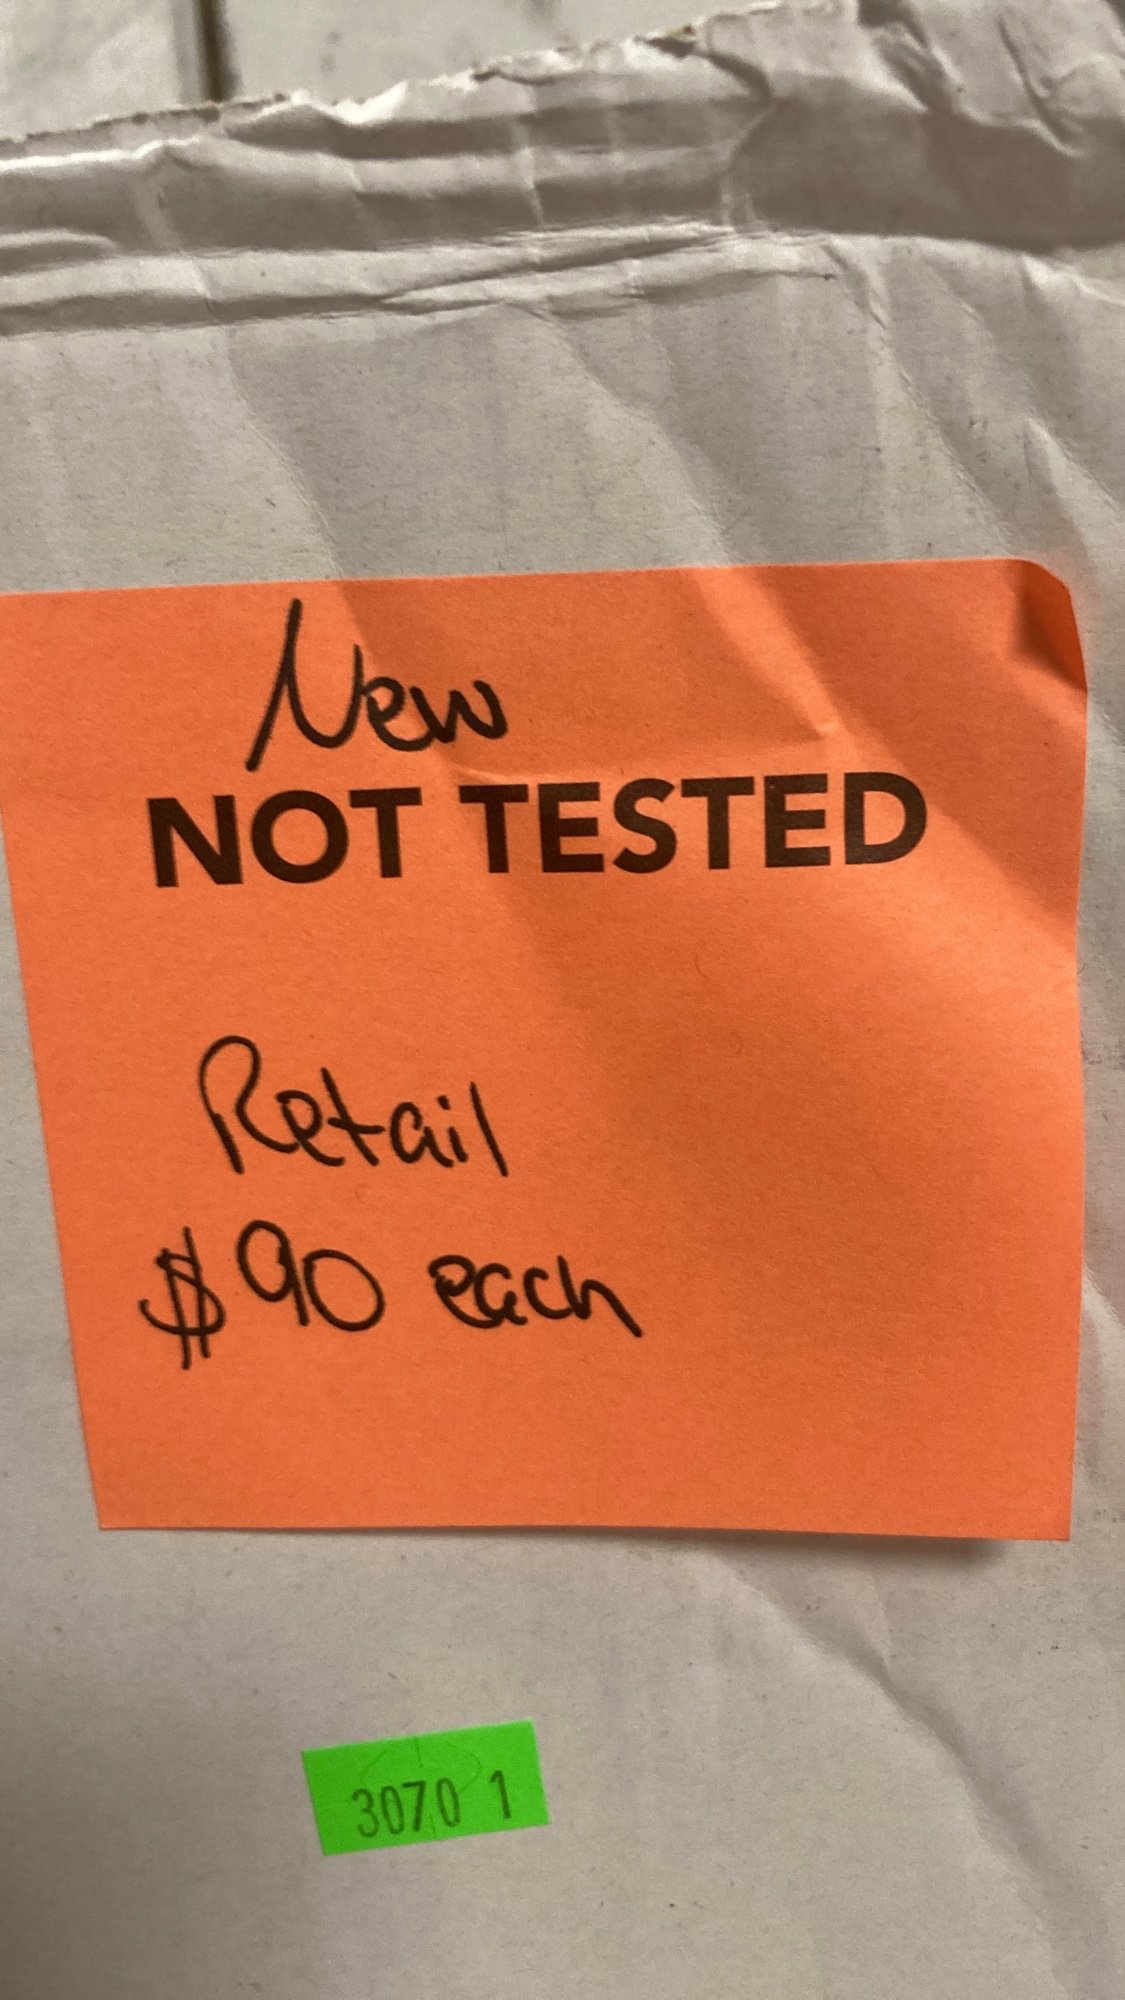 New
NOT TESTED
Retail
$90 each
3070 1